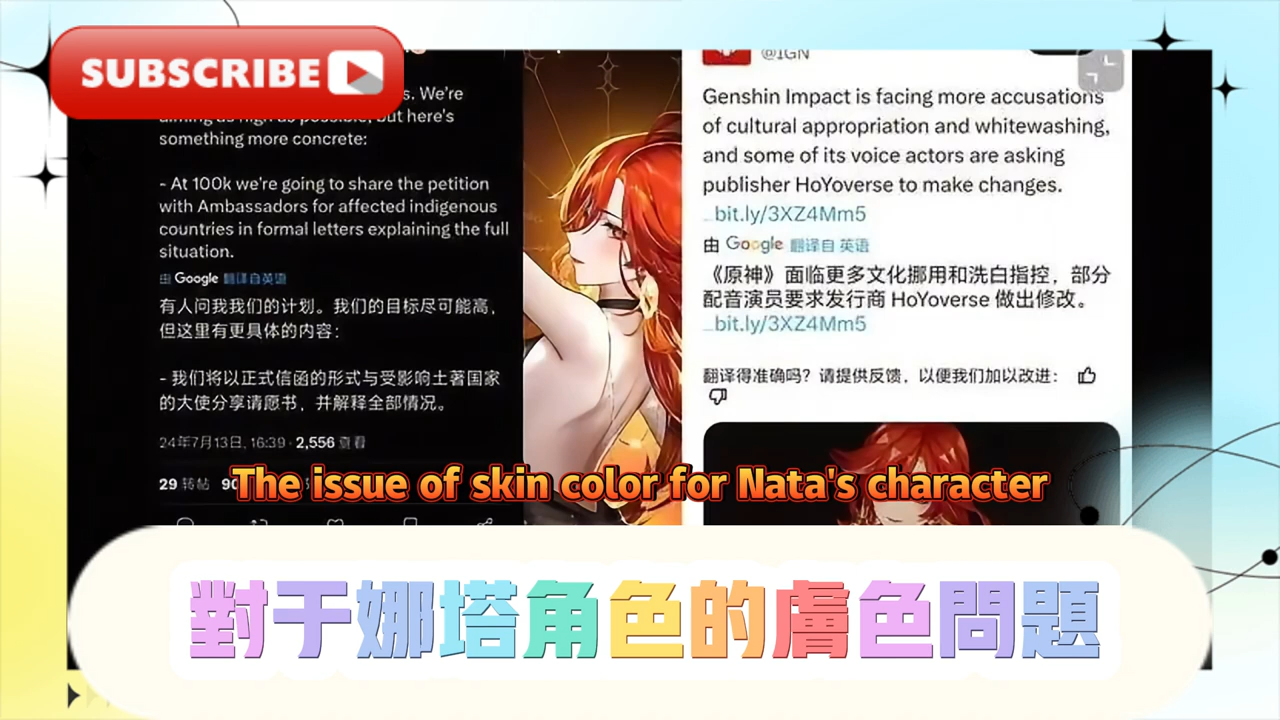 SUBSCRIBE
s. We're
aiming as high as possible, but here's
something more concrete:
- At 100k we're going to share the petition
with Ambassadors for affected indigenous
countries in formal letters explaining the full
situation.
由 Google 翻译自英语
有人问我我们的计划。我们的目标尽可能高，
但这里有更具体的内容：
- 我们将以正式信函的形式与受影响土著国家
的大使分享请愿书，并解释全部情况。
24年7月13日, 16:39 · 2,556 查看
29 转帖 90
@IGN
Genshin Impact is facing more accusations
of cultural appropriation and whitewashing,
and some of its voice actors are asking
publisher HoYoverse to make changes.
bit.ly/3XZ4Mm5
由 Google 翻译自 英语
《原神》面临更多文化挪用和洗白指控，部分
配音演员要求发行商 HoYoverse 做出修改。
bit.ly/3XZ4Mm5
翻译得准确吗？请提供反馈，以便我们加以改进：
The issue of skin color for Nata's character
對于娜塔角色的膚色問題